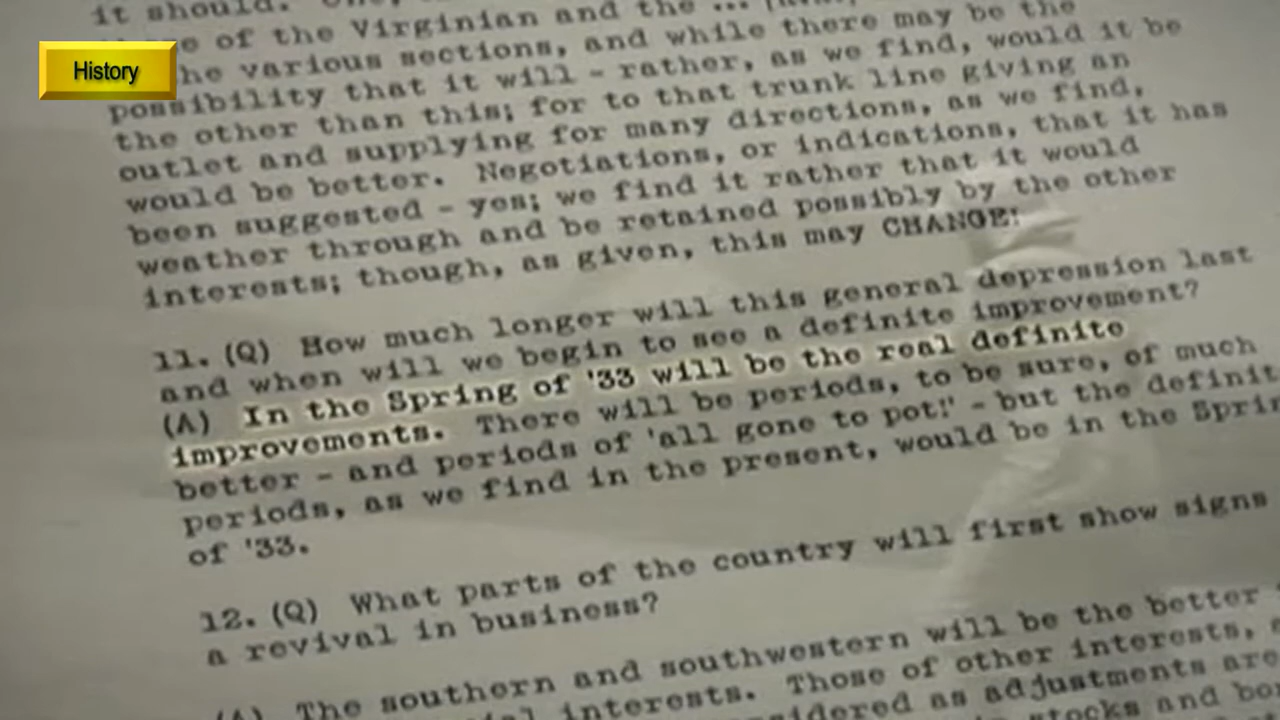 History
it should.
of the Virginian and the ...
the various sections, and while there may be the
possibility that it will - rather, as we find, would it be
the other than this; for to that trunk line giving an
outlet and supplying for many directions, as we find,
would be better. Negotiations, or indications, that it has
been suggested - yes; we find it rather that it would
weather through and be retained possibly by the other
interests; though, as given, this may CHANGE!
11. (Q) How much longer will this general depression last
and when will we begin to see a definite improvement?
(A) In the Spring of '33 will be the real definite
improvements. There will be periods, to be sure, of much
better - and periods of 'all gone to pot!' - but the definit
periods, as we find in the present, would be in the Sprin
of '33.
12. (Q) What parts of the country will first show signs
a revival in business?
(A) The southern and southwestern will be the better
interests. Those of other interests,
as adjustments are
stocks and